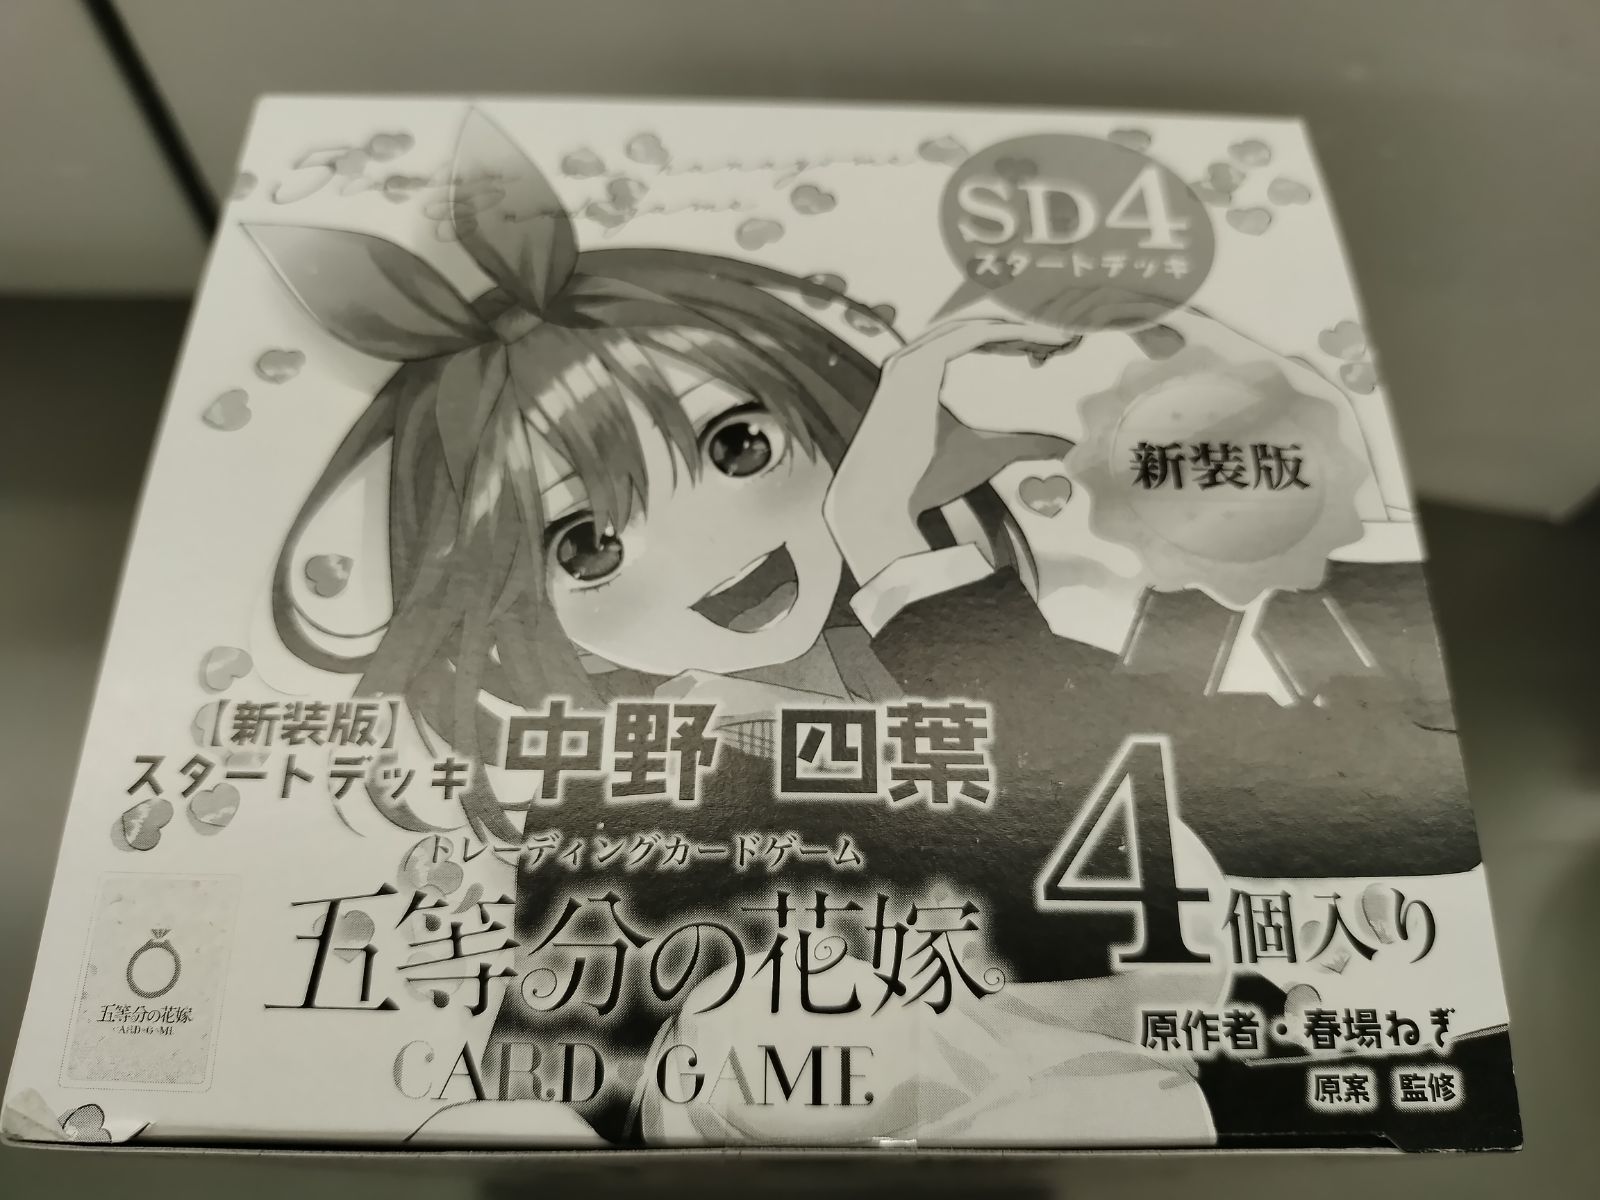 SD4
スタートデッキ
新装版
【新装版】
スタートデッキ 中野 四葉
トレーディングカードゲーム
五等分の花嫁
CARD GAME
4個入り
五等分の花嫁
CARD GAME
原作者・春場ねぎ
原案 監修